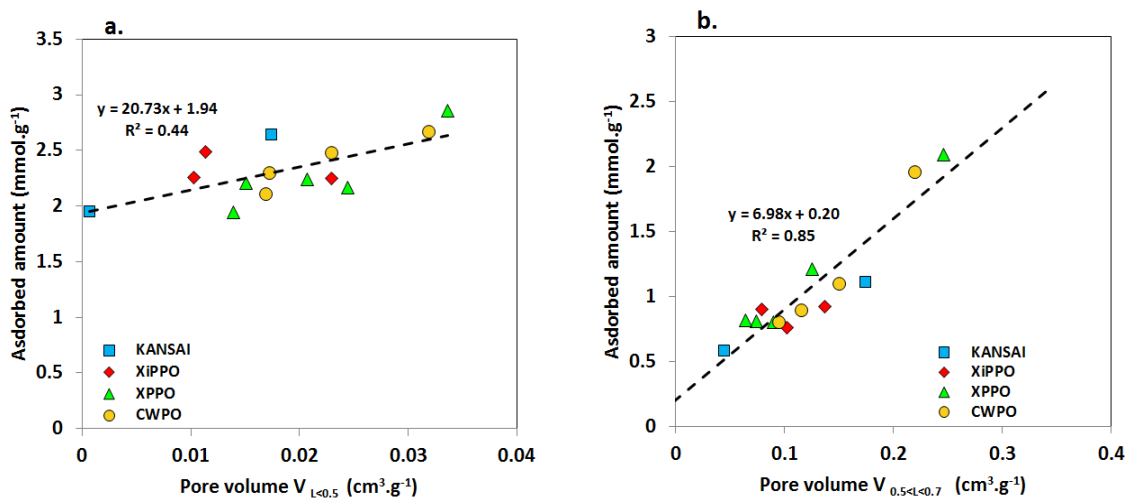 a.
Asdorbed amount (mmol.g-1)
3.5
3
2.5
2
1.5
1
0.5
0
y = 20.73x + 1.94
R² = 0.44
KANSAI
XiPPO
XPPO
CWPO
0
0.01
0.02
0.03
0.04
Pore volume V L<0.5 (cm³.g-1)
b.
Asdorbed amount (mmol.g-1)
3
2.5
2
1.5
1
0.5
0
y = 6.98x + 0.20
R² = 0.85
KANSAI
XiPPO
XPPO
CWPO
0
0.1
0.2
0.3
0.4
Pore volume V 0.5<L<0.7 (cm³.g-1)